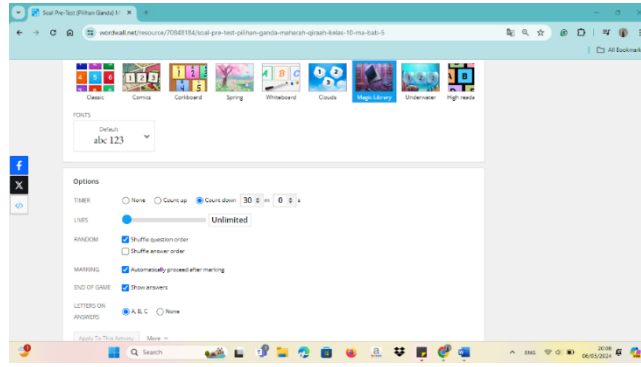 Soal Pre-Test (Pilihan Ganda) M
wordwall.net/resource/70848184/soal-pre-test-pilihan-ganda-maharah-qiraah-kelas-10-ma-bab-5
All Bookmark
Classic Comics Corkboard Spring Whiteboard Clouds Magic Library Underwater High reada
FONTS
Default
abc 123
Options
TIMER None Count up Count down 30 m 0 s
LIVES Unlimited
RANDOM Shuffle question order
Shuffle answer order
MARKING Automatically proceed after marking
END OF GAME Show answers
LETTERS ON ANSWERS A, B, C None
Apply To This Activity More
Search
ENG 20:08
06/05/2024